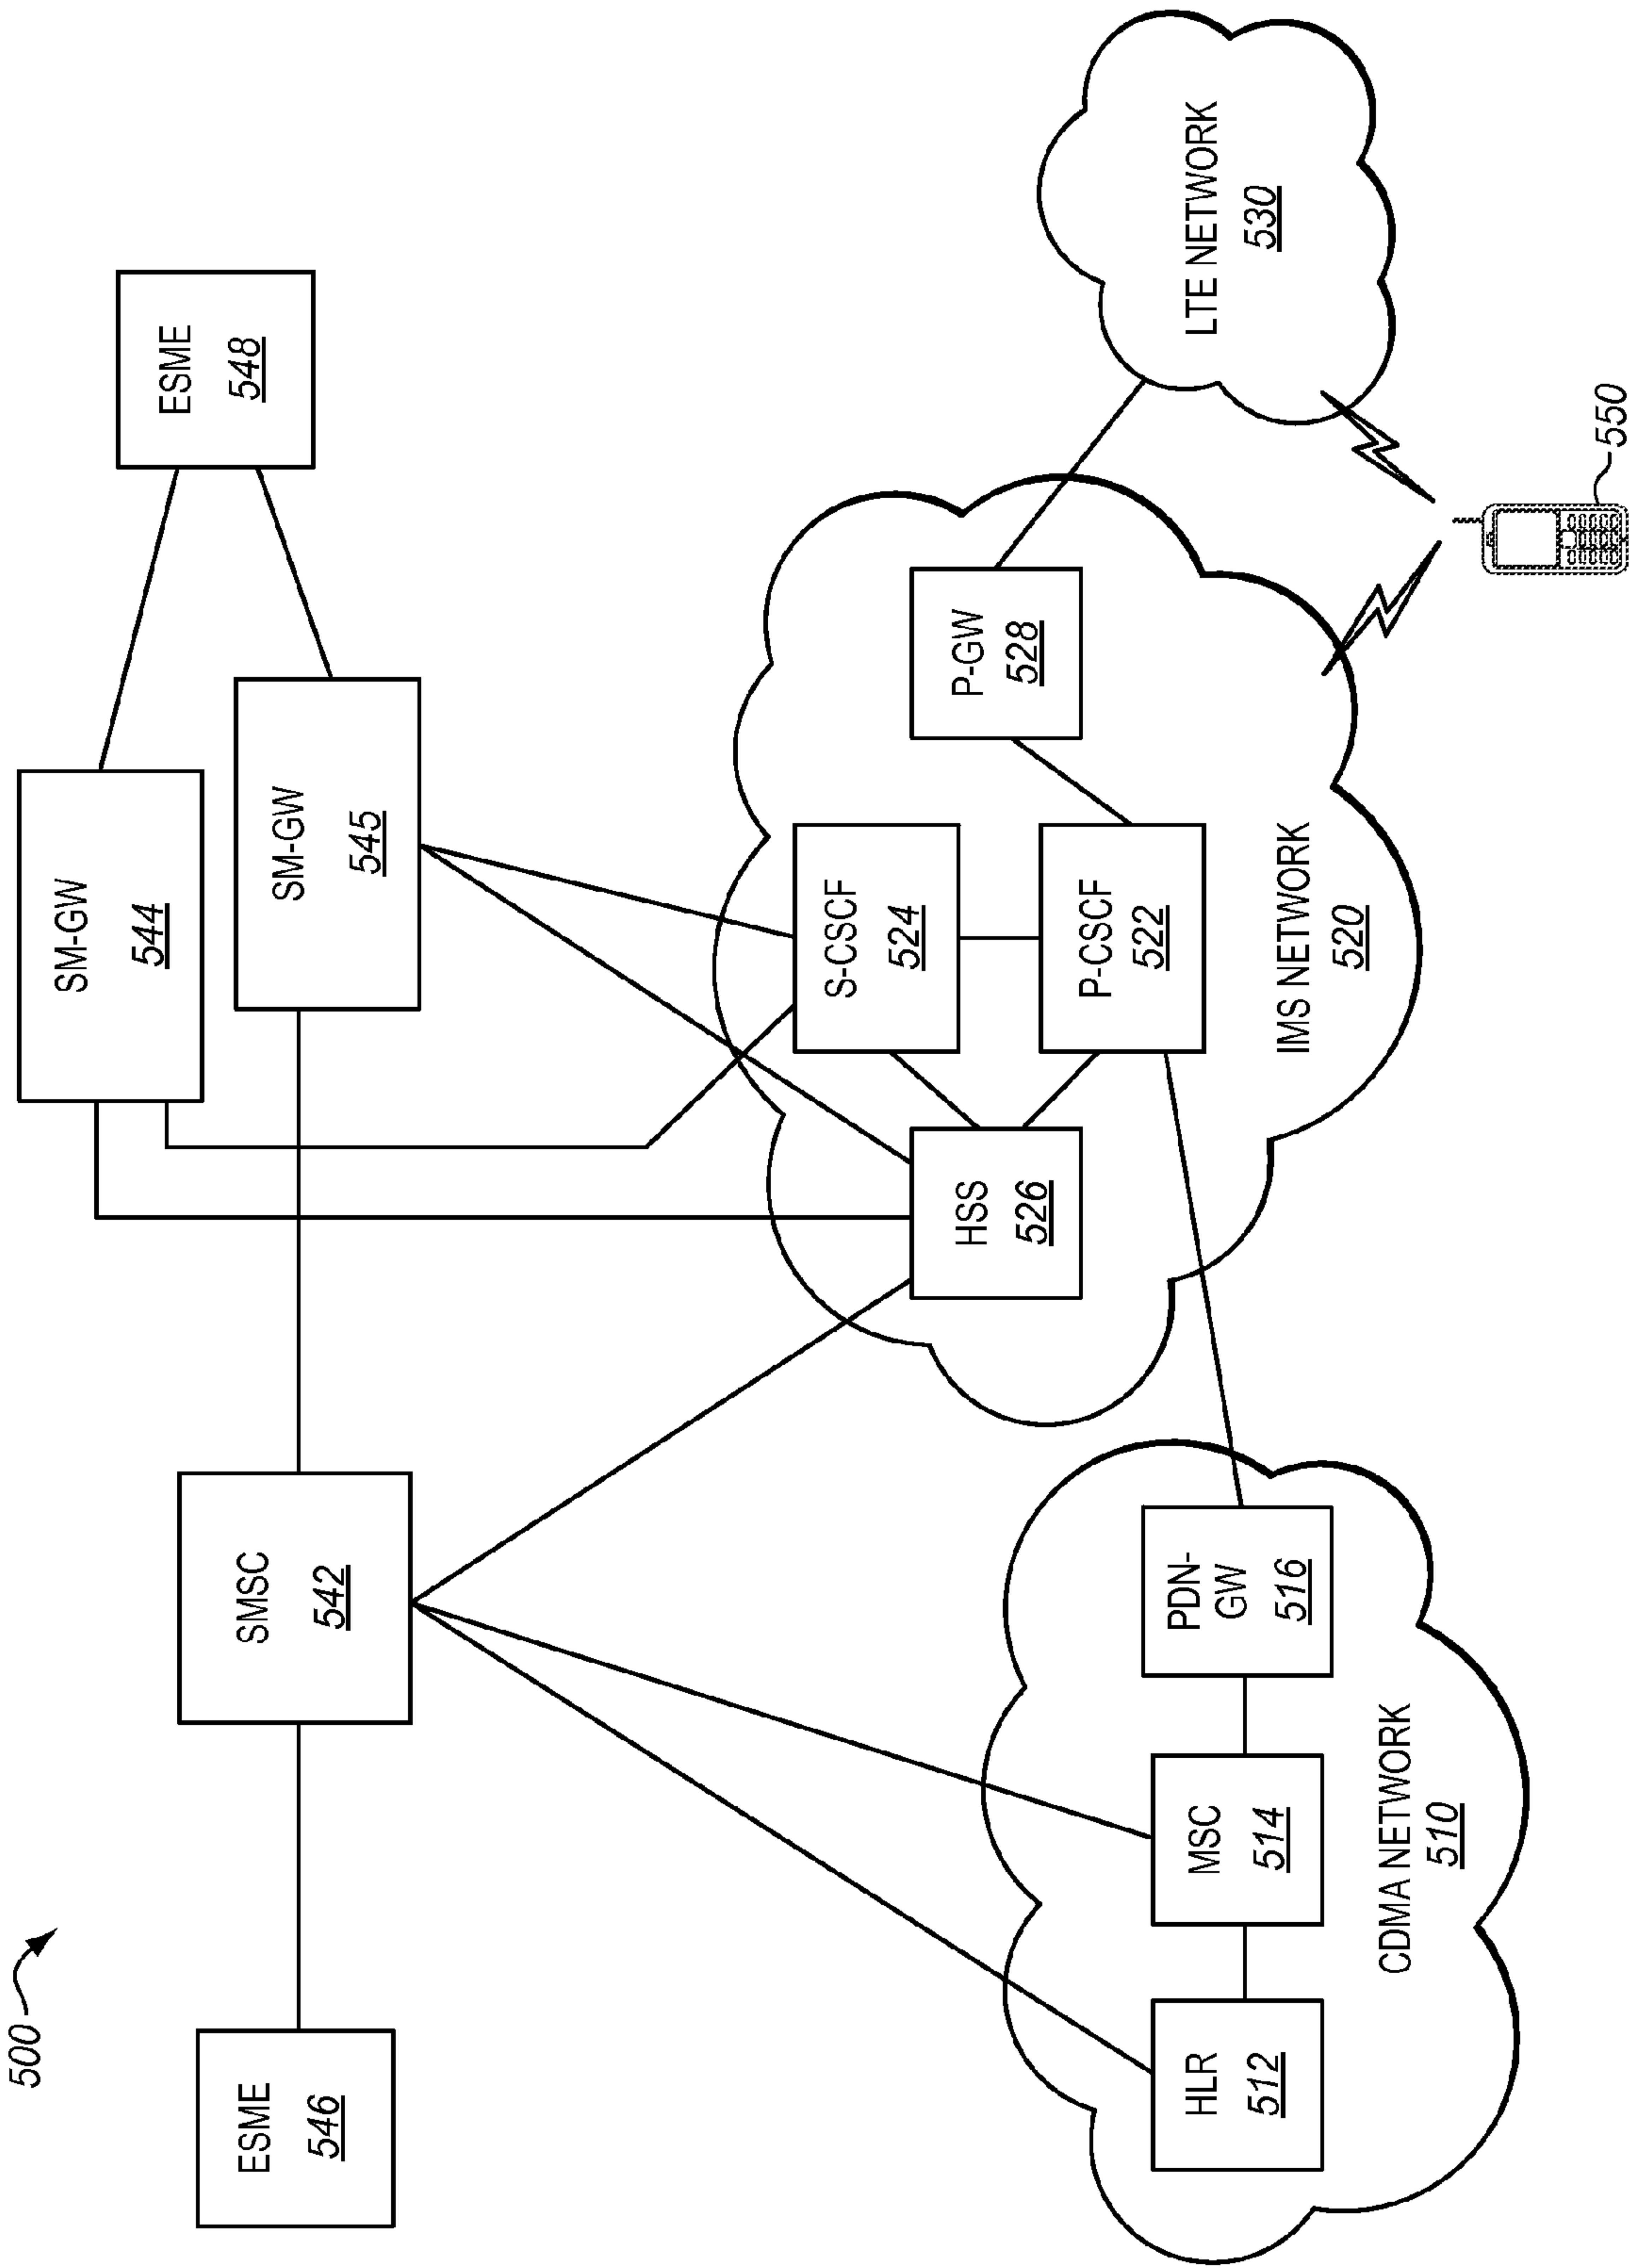 500
ESME
546
SMSC
542
SM-GW
544
SM-GW
545
ESME
548
HLR
512
MSC
514
PDN-
GW
516
CDMA NETWORK
510
HSS
526
S-CSCF
524
P-CSCF
522
P-GW
528
IMS NETWORK
520
LTE NETWORK
530
550